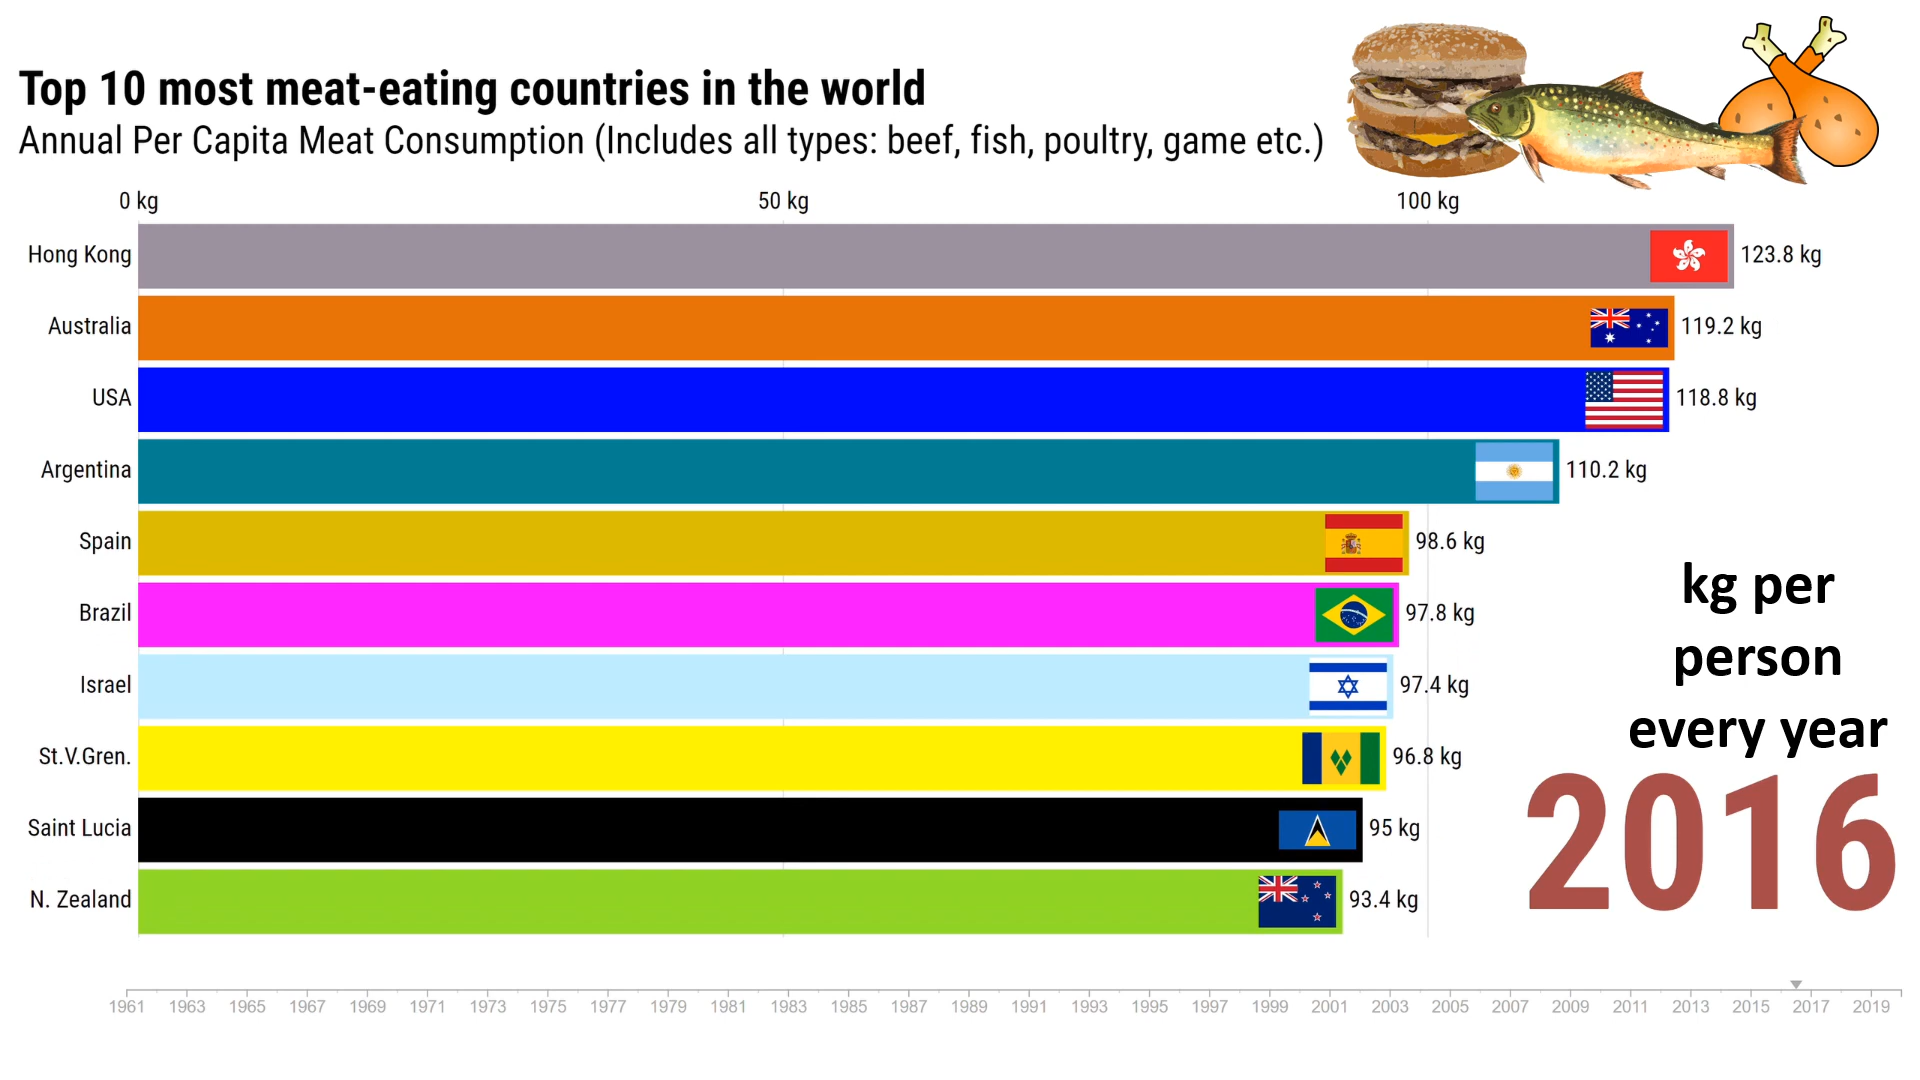 Top 10 most meat-eating countries in the world
Annual Per Capita Meat Consumption (Includes all types: beef, fish, poultry, game etc.)
0 kg 50 kg 100 kg
Hong Kong 123.8 kg
Australia 119.2 kg
USA 118.8 kg
Argentina 110.2 kg
Spain 98.6 kg
Brazil 97.8 kg
Israel 97.4 kg
St.V.Gren. 96.8 kg
Saint Lucia 95 kg
N. Zealand 93.4 kg
kg per
person
every year
2016
1961 1963 1965 1967 1969 1971 1973 1975 1977 1979 1981 1983 1985 1987 1989 1991 1993 1995 1997 1999 2001 2003 2005 2007 2009 2011 2013 2015 2017 2019